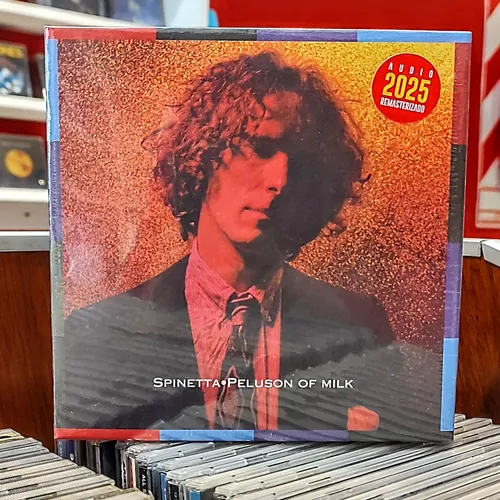 AUDIO
2025
REMASTERIZADO
SPINETTA•PELUSON OF MILK